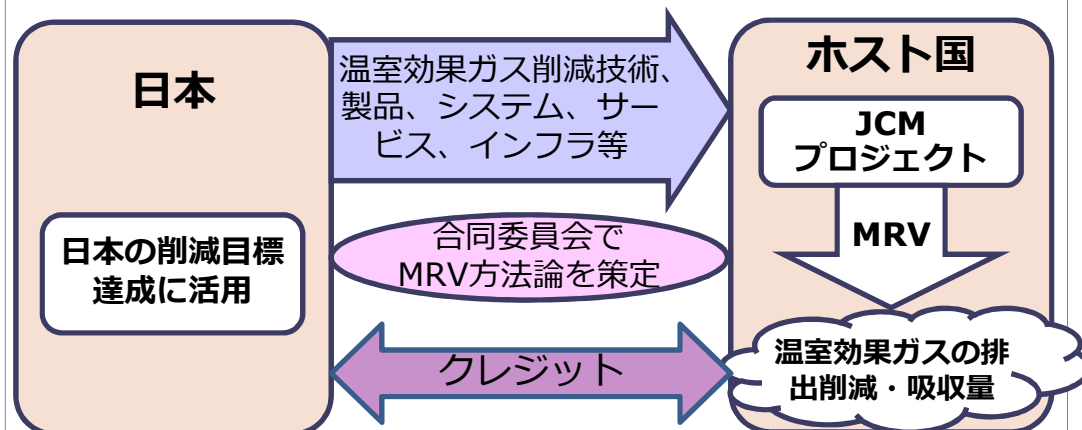 日本
日本の削減目標
達成に活用
温室効果ガス削減技術、
製品、システム、サー
ビス、インフラ等
合同委員会で
MRV方法論を策定
クレジット
ホスト国
JCM
プロジェクト
MRV
温室効果ガスの排
出削減・吸収量